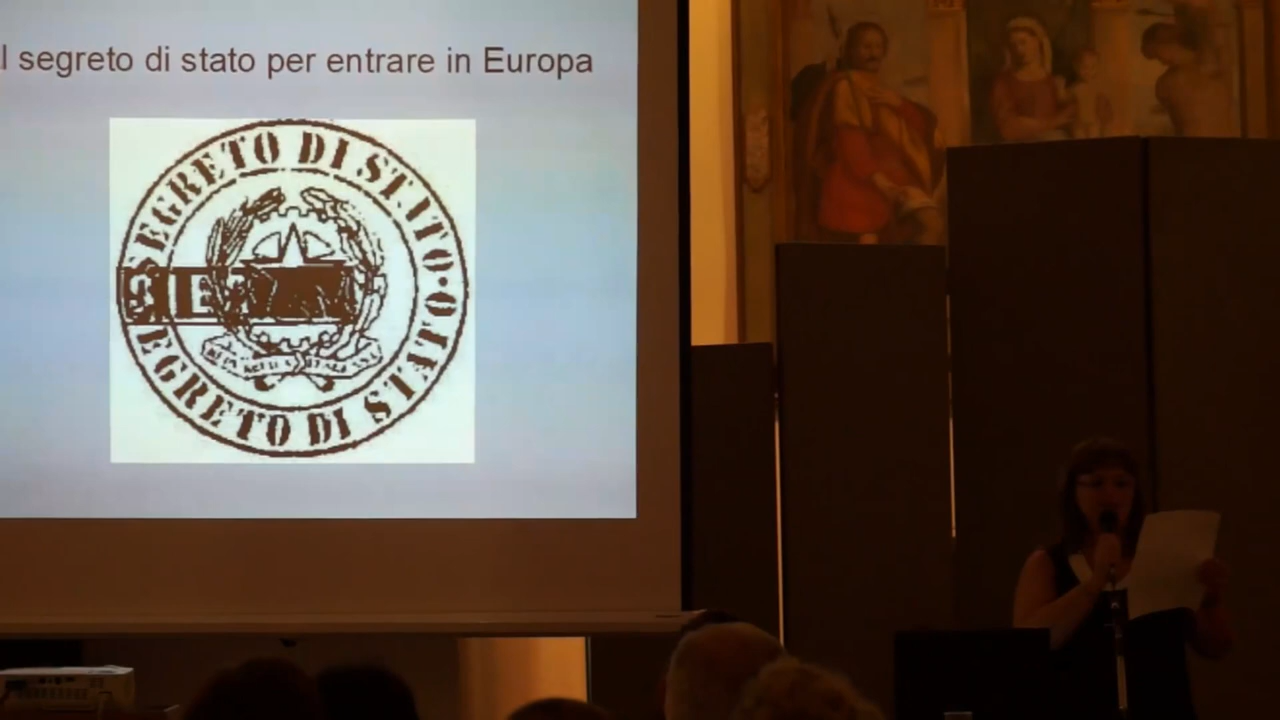 l segreto di stato per entrare in Europa
SEGRETO DI STATO • SEGRETO DI STATO